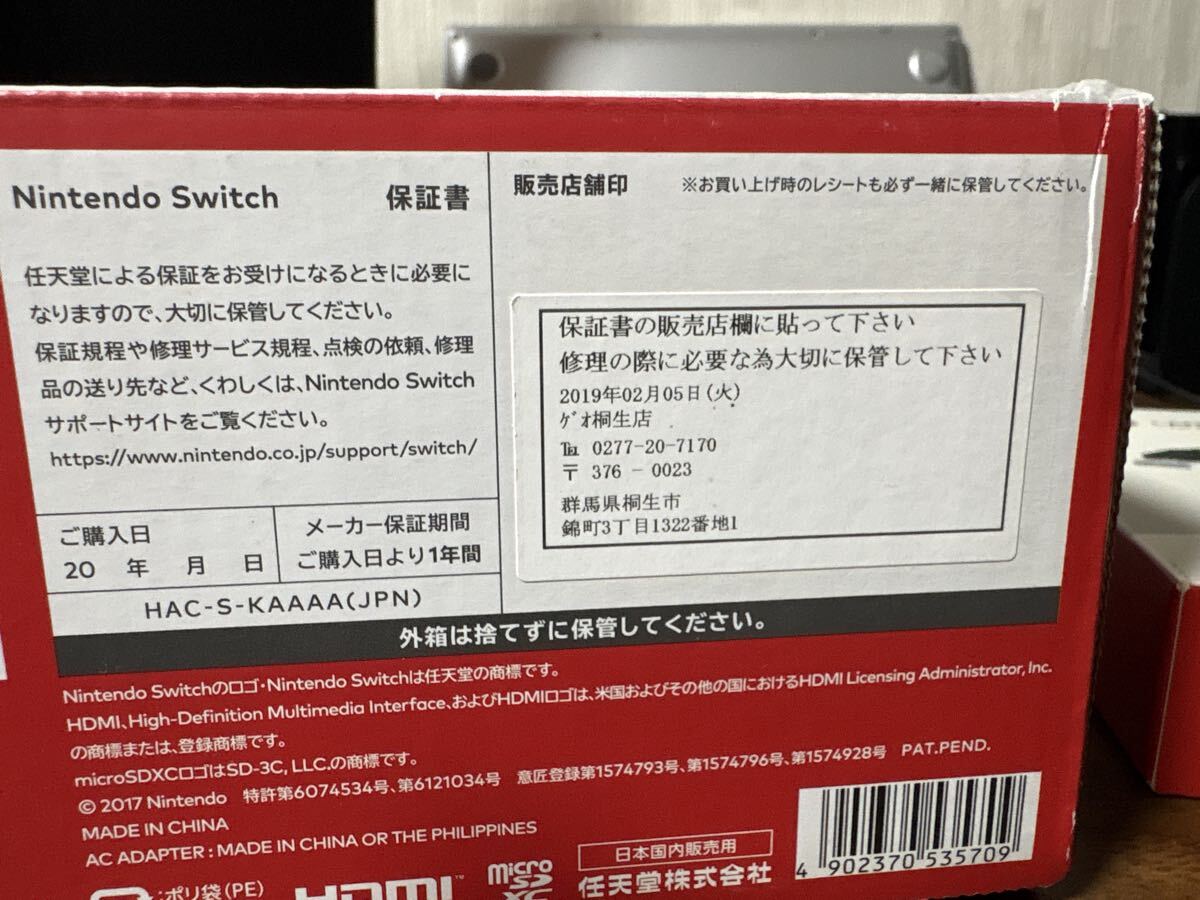 Nintendo Switch 保証書
任天堂による保証をお受けになるときに必要に
なりますので、大切に保管してください。
保証規程や修理サービス規程、点検の依頼、修理
品の送り先など、くわしくは、Nintendo Switch
サポートサイトをご覧ください。
https://www.nintendo.co.jp/support/switch/
ご購入日
20 年 月 日
メーカー保証期間
ご購入日より1年間
HAC-S-KAAAA(JPN)
販売店舗印 ※お買い上げ時のレシートも必ず一緒に保管してください。
保証書の販売店欄に貼って下さい
修理の際に必要な為大切に保管して下さい
2019年02月05日(火)
ｹﾞｵ桐生店
℡ 0277-20-7170
〒 376 - 0023
群馬県桐生市
錦町3丁目1322番地1
外箱は捨てずに保管してください。
Nintendo Switchのロゴ・Nintendo Switchは任天堂の商標です。
HDMI、High-Definition Multimedia Interface、およびHDMIロゴは、米国およびその他の国におけるHDMI Licensing Administrator, Inc.
の商標または、登録商標です。
microSDXCロゴはSD-3C, LLC.の商標です。
© 2017 Nintendo 特許第6074534号、第6121034号 意匠登録第1574793号、第1574796号、第1574928号 PAT.PEND.
MADE IN CHINA
AC ADAPTER : MADE IN CHINA OR THE PHILIPPINES
:ポリ袋(PE)
HDMI™
micro
SD
XC
日本国内販売用
任天堂株式会社
4 902370 535709